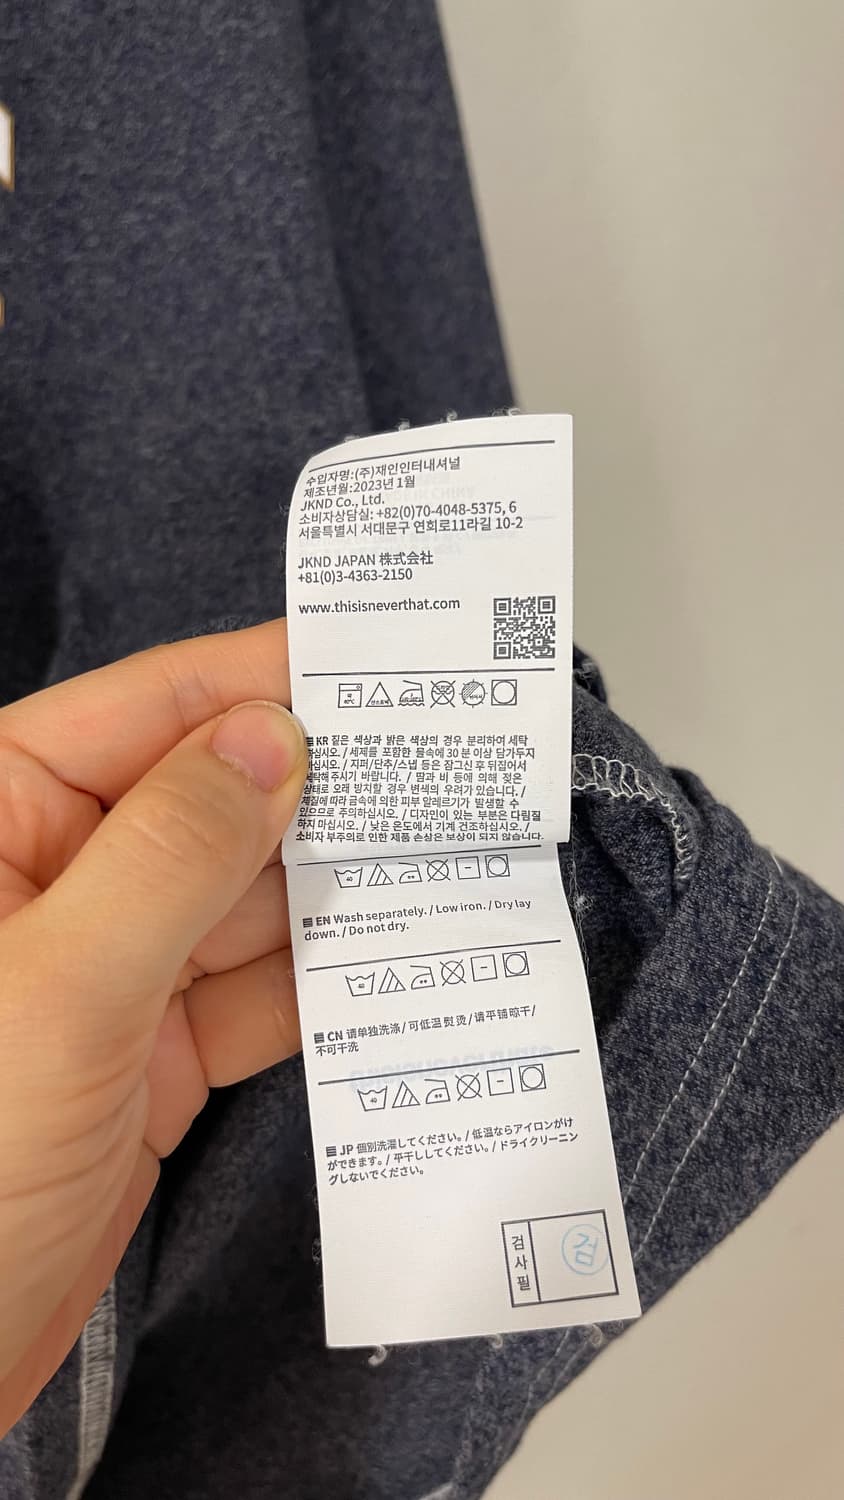 수입자명:(주)재인인터내셔널
제조년월:2023년 1월
JKND Co., Ltd.
소비자상담실: +82(0)70-4048-5375, 6
서울특별시 서대문구 연희로11라길 10-2
JKND JAPAN 株式会社
+81(0)3-4363-2150
www.thisisneverthat.com
KR 짙은 색상과 밝은 색상의 경우 분리하여 세탁
하십시오. / 세제를 포함한 물속에 30 분 이상 담가두지
마십시오. / 지퍼/단추/스냅 등은 잠그신 후 뒤집어서
세탁해 주시기 바랍니다. / 땀과 비 등에 의해 젖은
상태로 오래 방치할 경우 변색의 우려가 있습니다. /
체질에 따라 금속에 의한 피부 알레르기가 발생할 수
있으므로 주의하십시오. / 디자인이 있는 부분은 다림질
하지 마십시오. / 낮은 온도에서 기계 건조하십시오. /
소비자 부주의로 인한 제품 손상은 보상이 되지 않습니다.
40
EN Wash separately. / Low iron. / Dry lay
down. / Do not dry.
40
CN 请单独洗涤/可低温熨烫/请平铺晾干/
不可干洗
40
JP 個別洗濯してください。/ 低温ならアイロンがけ
ができます。/ 平干ししてください。/ ドライクリーニン
グしないでください。
검사필
검